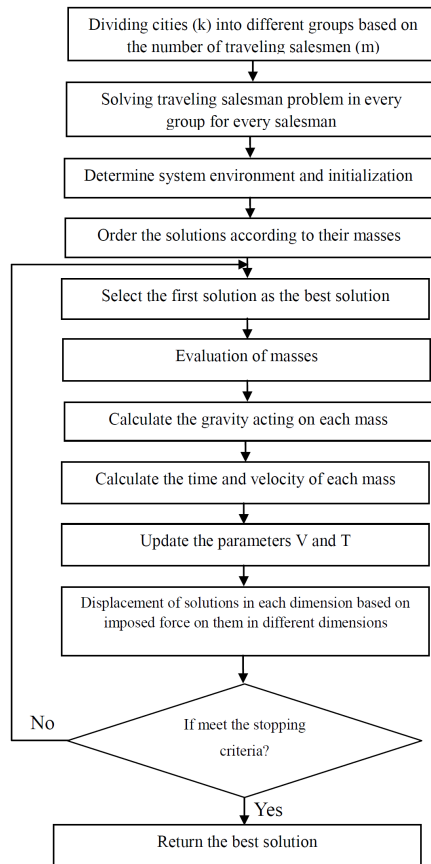 Dividing cities (k) into different groups based on
the number of traveling salesmen (m)
Solving traveling salesman problem in every
group for every salesman
Determine system environment and initialization
Order the solutions according to their masses
Select the first solution as the best solution
Evaluation of masses
Calculate the gravity acting on each mass
Calculate the time and velocity of each mass
Update the parameters V and T
Displacement of solutions in each dimension based on
imposed force on them in different dimensions
No
If meet the stopping
criteria?
Yes
Return the best solution